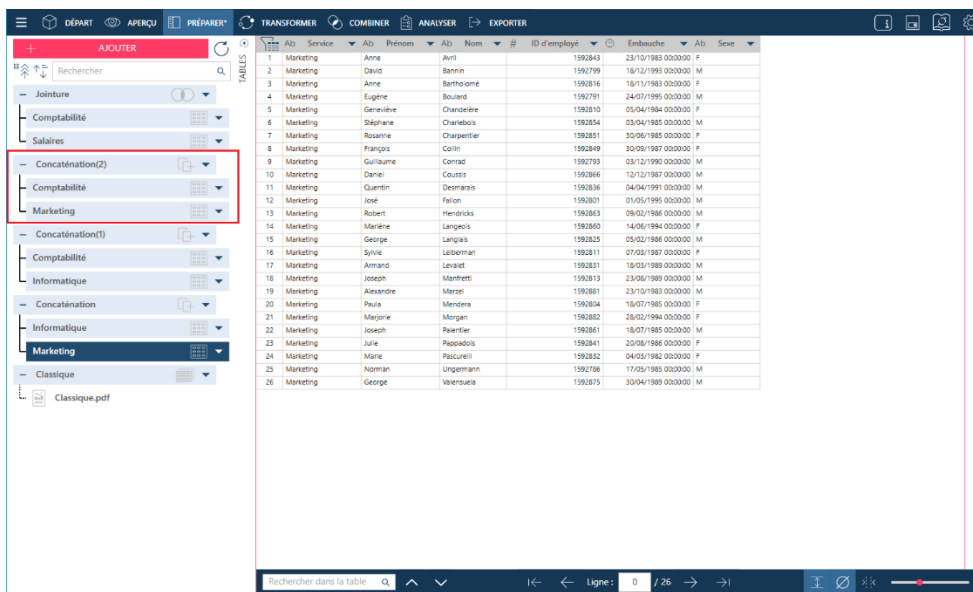 DÉPART APERÇU PRÉPARER* TRANSFORMER COMBINER ANALYSER EXPORTER
AJOUTER
Rechercher
TABLES
Jointure
Comptabilité
Salaires
Concaténation(2)
Comptabilité
Marketing
Concaténation(1)
Comptabilité
Informatique
Concaténation
Informatique
Marketing
Classique
Classique.pdf
Ab Service Ab Prénom Ab Nom # ID d'employé Embauche Ab Sexe
1 Marketing Anne Avril 1592843 23/10/1983 00:00:00 F
2 Marketing David Bannin 1592799 18/12/1993 00:00:00 M
3 Marketing Anne Bartholomé 1592816 18/11/1983 00:00:00 F
4 Marketing Eugène Boulard 1592791 24/07/1995 00:00:00 M
5 Marketing Geneviève Chandelère 1592810 05/04/1984 00:00:00 F
6 Marketing Stéphane Charlebois 1592854 03/04/1985 00:00:00 M
7 Marketing Rosanne Charpentier 1592851 30/06/1985 00:00:00 F
8 Marketing François Collin 1592849 30/09/1987 00:00:00 F
9 Marketing Guillaume Conrad 1592793 03/12/1990 00:00:00 M
10 Marketing Daniel Coussis 1592866 12/12/1987 00:00:00 M
11 Marketing Quentin Desmarais 1592836 04/04/1991 00:00:00 M
12 Marketing José Fallon 1592801 01/05/1995 00:00:00 M
13 Marketing Robert Hendricks 1592863 09/02/1986 00:00:00 M
14 Marketing Marlène Langeois 1592860 14/06/1994 00:00:00 F
15 Marketing George Langlais 1592825 05/02/1986 00:00:00 M
16 Marketing Sylvie Leiberman 1592811 07/03/1987 00:00:00 F
17 Marketing Armand Levalet 1592831 18/03/1989 00:00:00 M
18 Marketing Joseph Manfretti 1592813 23/08/1989 00:00:00 M
19 Marketing Alexandre Marzel 1592881 23/10/1983 00:00:00 M
20 Marketing Paula Mendera 1592804 18/07/1985 00:00:00 F
21 Marketing Marjorie Morgan 1592882 28/02/1994 00:00:00 F
22 Marketing Joseph Palentier 1592861 18/07/1985 00:00:00 M
23 Marketing Julie Pappadois 1592841 20/08/1986 00:00:00 F
24 Marketing Marie Pascurelli 1592832 04/03/1982 00:00:00 F
25 Marketing Norman Ungermann 1592786 17/05/1985 00:00:00 M
26 Marketing George Valensuela 1592875 30/04/1989 00:00:00 M
Rechercher dans la table Ligne : 0 / 26